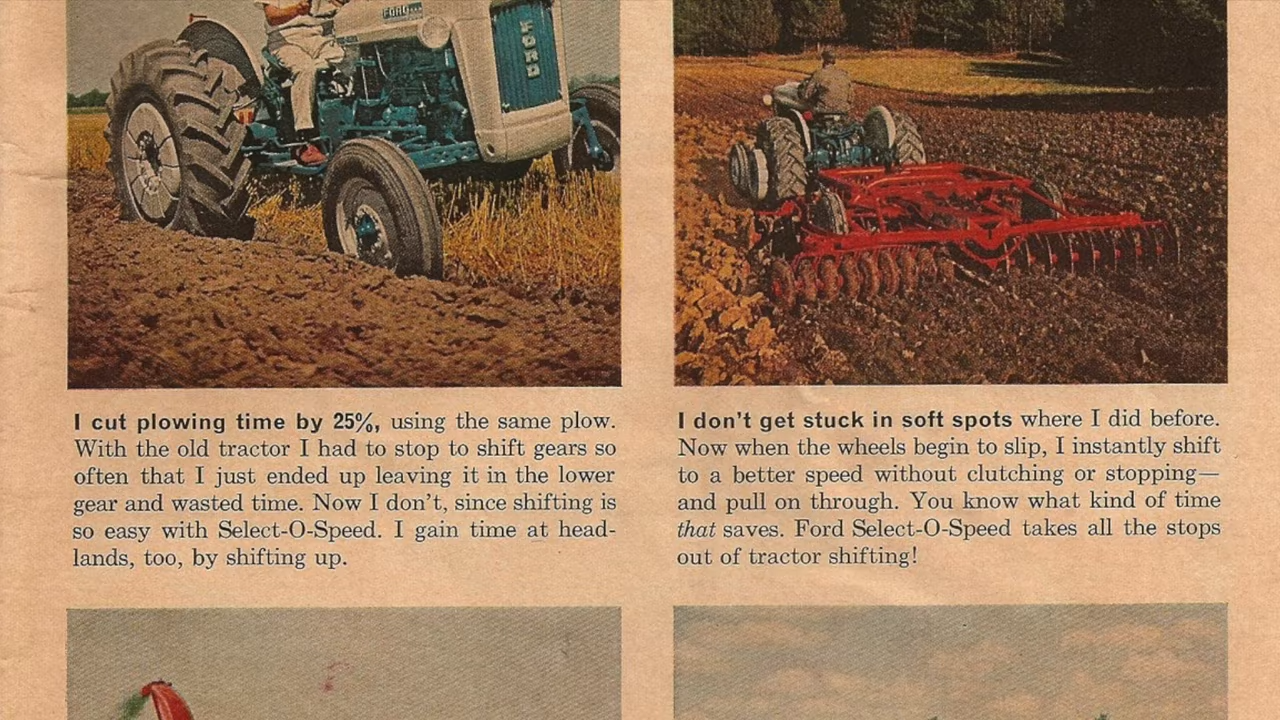 FORD
FORD
I cut plowing time by 25%, using the same plow.
With the old tractor I had to stop to shift gears so
often that I just ended up leaving it in the lower
gear and wasted time. Now I don't, since shifting is
so easy with Select-O-Speed. I gain time at head-
lands, too, by shifting up.
I don't get stuck in soft spots where I did before.
Now when the wheels begin to slip, I instantly shift
to a better speed without clutching or stopping—
and pull on through. You know what kind of time
that saves. Ford Select-O-Speed takes all the stops
out of tractor shifting!